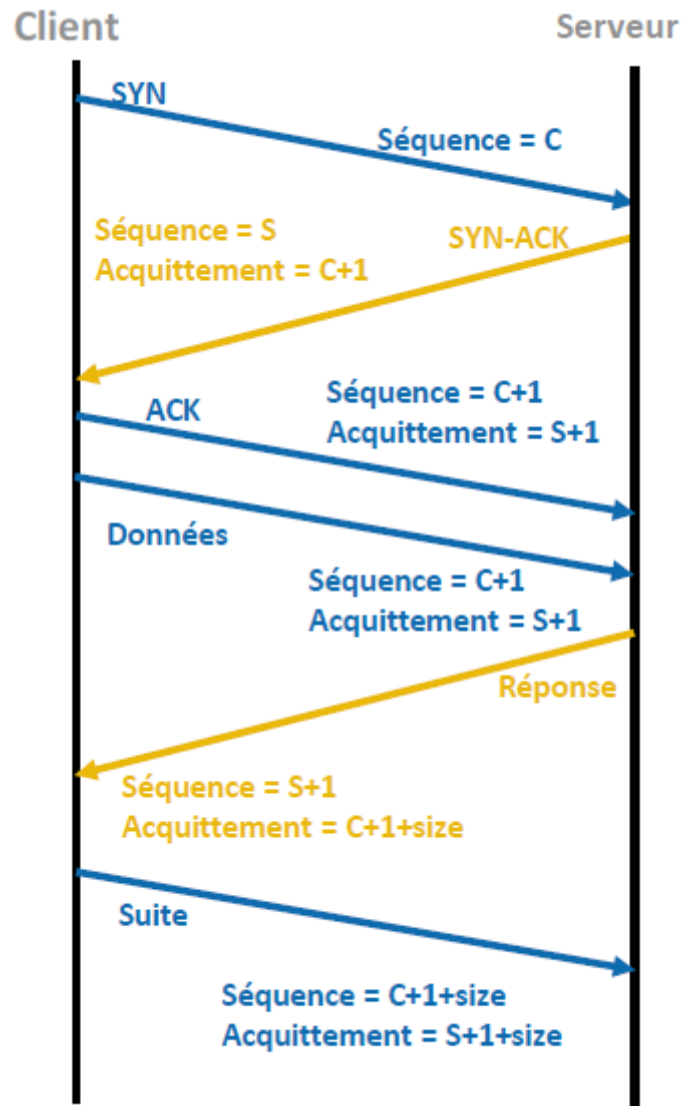 Client
Serveur
SYN
Séquence = C
Séquence = S
SYN-ACK
Acquittement = C+1
ACK
Séquence = C+1
Acquittement = S+1
Données
Séquence = C+1
Acquittement = S+1
Réponse
Séquence = S+1
Acquittement = C+1+size
Suite
Séquence = C+1+size
Acquittement = S+1+size